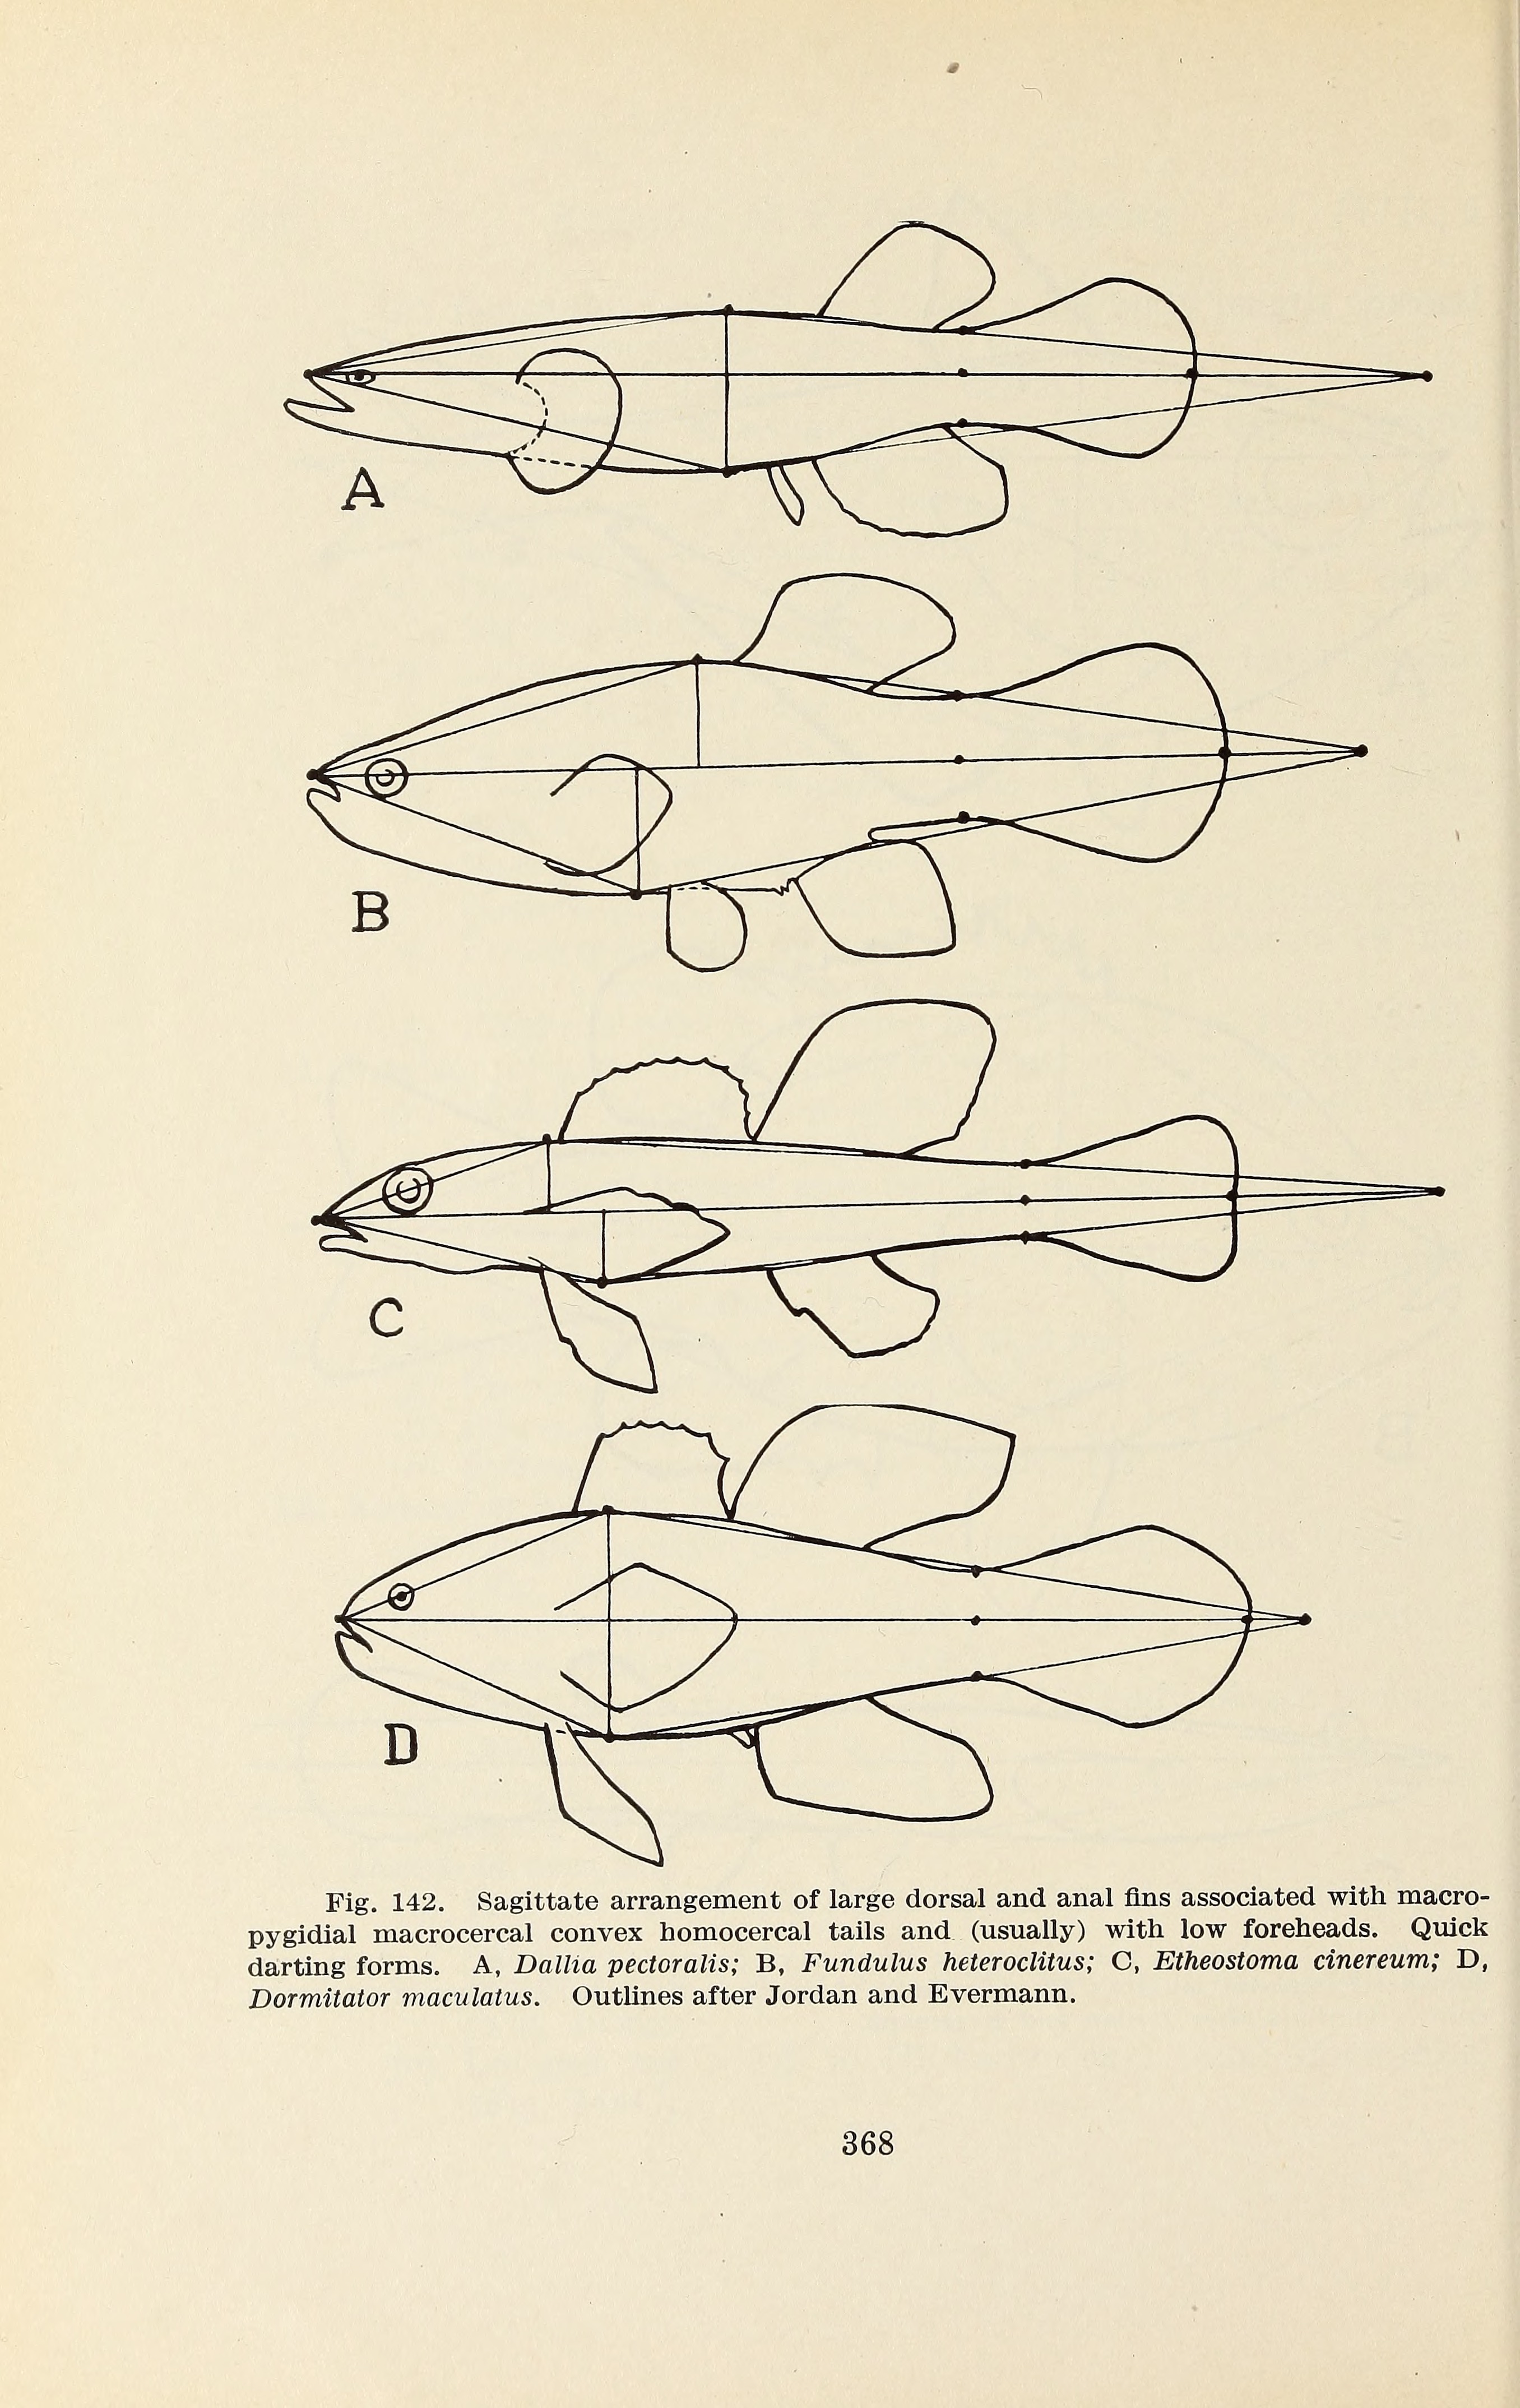 A
B
C
D
Fig. 142. Sagittate arrangement of large dorsal and anal fins associated with macro-
pygidial macrocercal convex homocercal tails and (usually) with low foreheads. Quick
darting forms. A, Dallia pectoralis; B, Fundulus heteroclitus; C, Etheostoma cinereum; D,
Dormitator maculatus. Outlines after Jordan and Evermann.
368